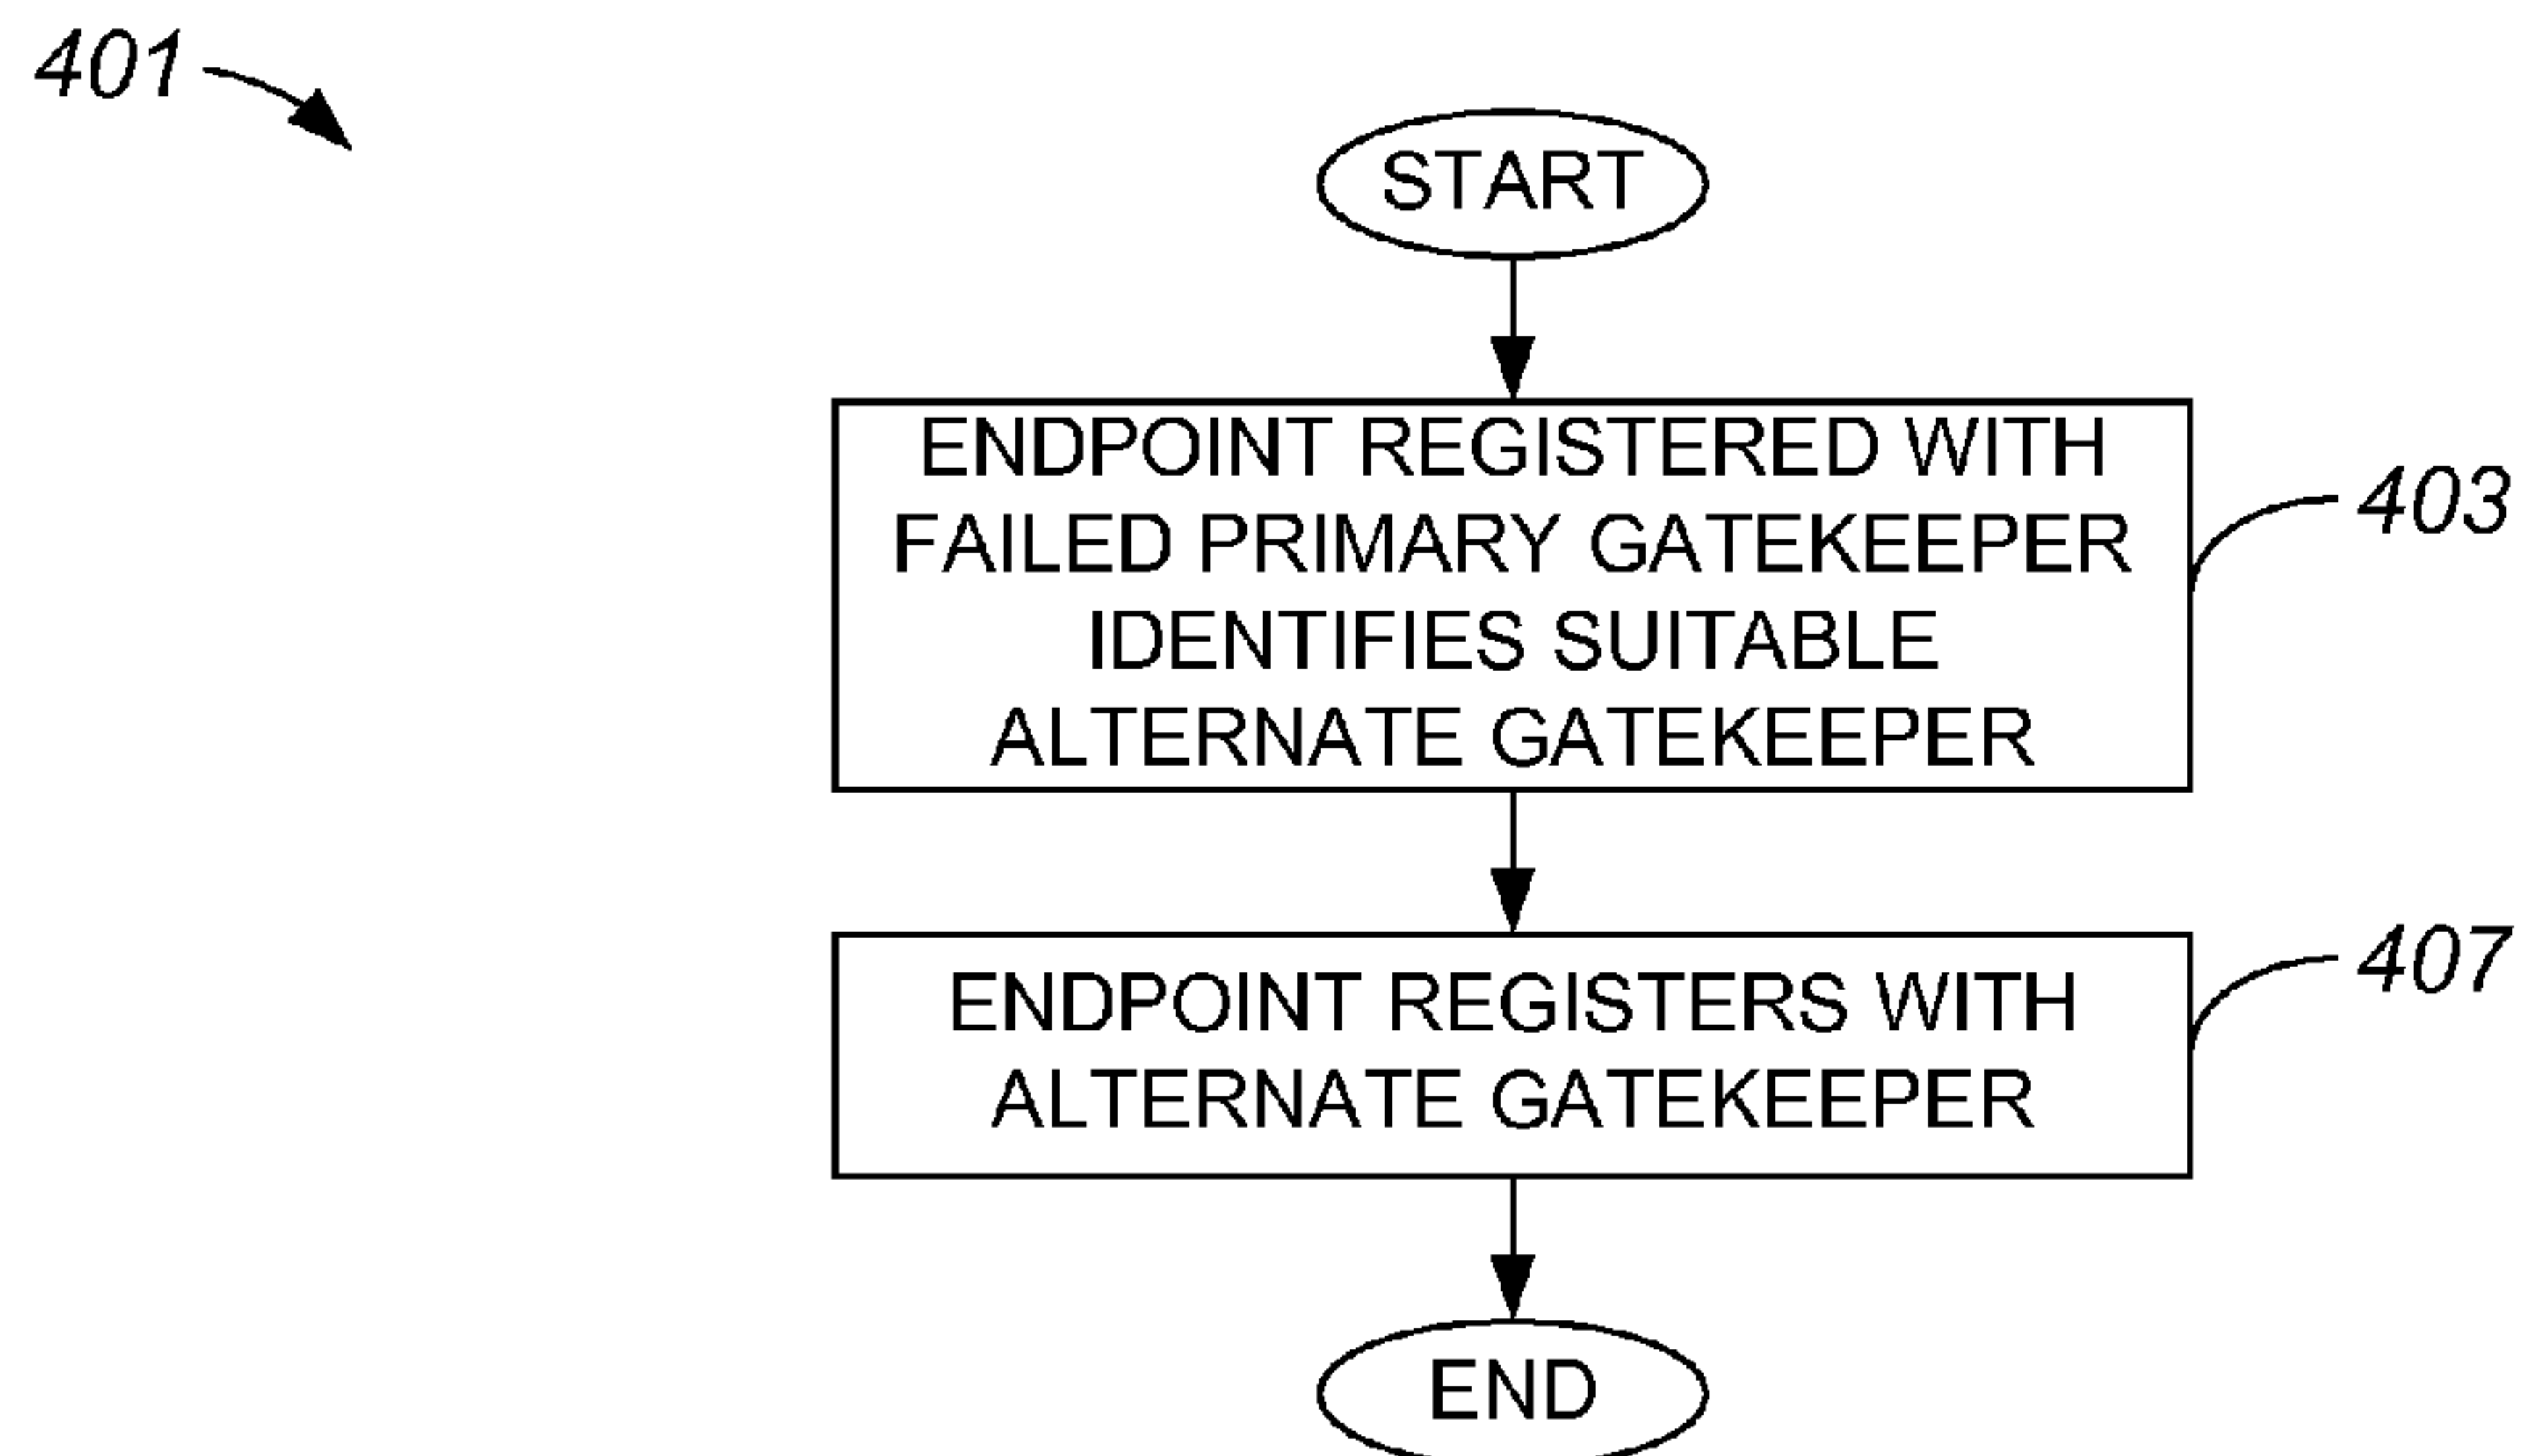 401
START
ENDPOINT REGISTERED WITH
FAILED PRIMARY GATEKEEPER
IDENTIFIES SUITABLE
ALTERNATE GATEKEEPER
403
ENDPOINT REGISTERS WITH
ALTERNATE GATEKEEPER
407
END